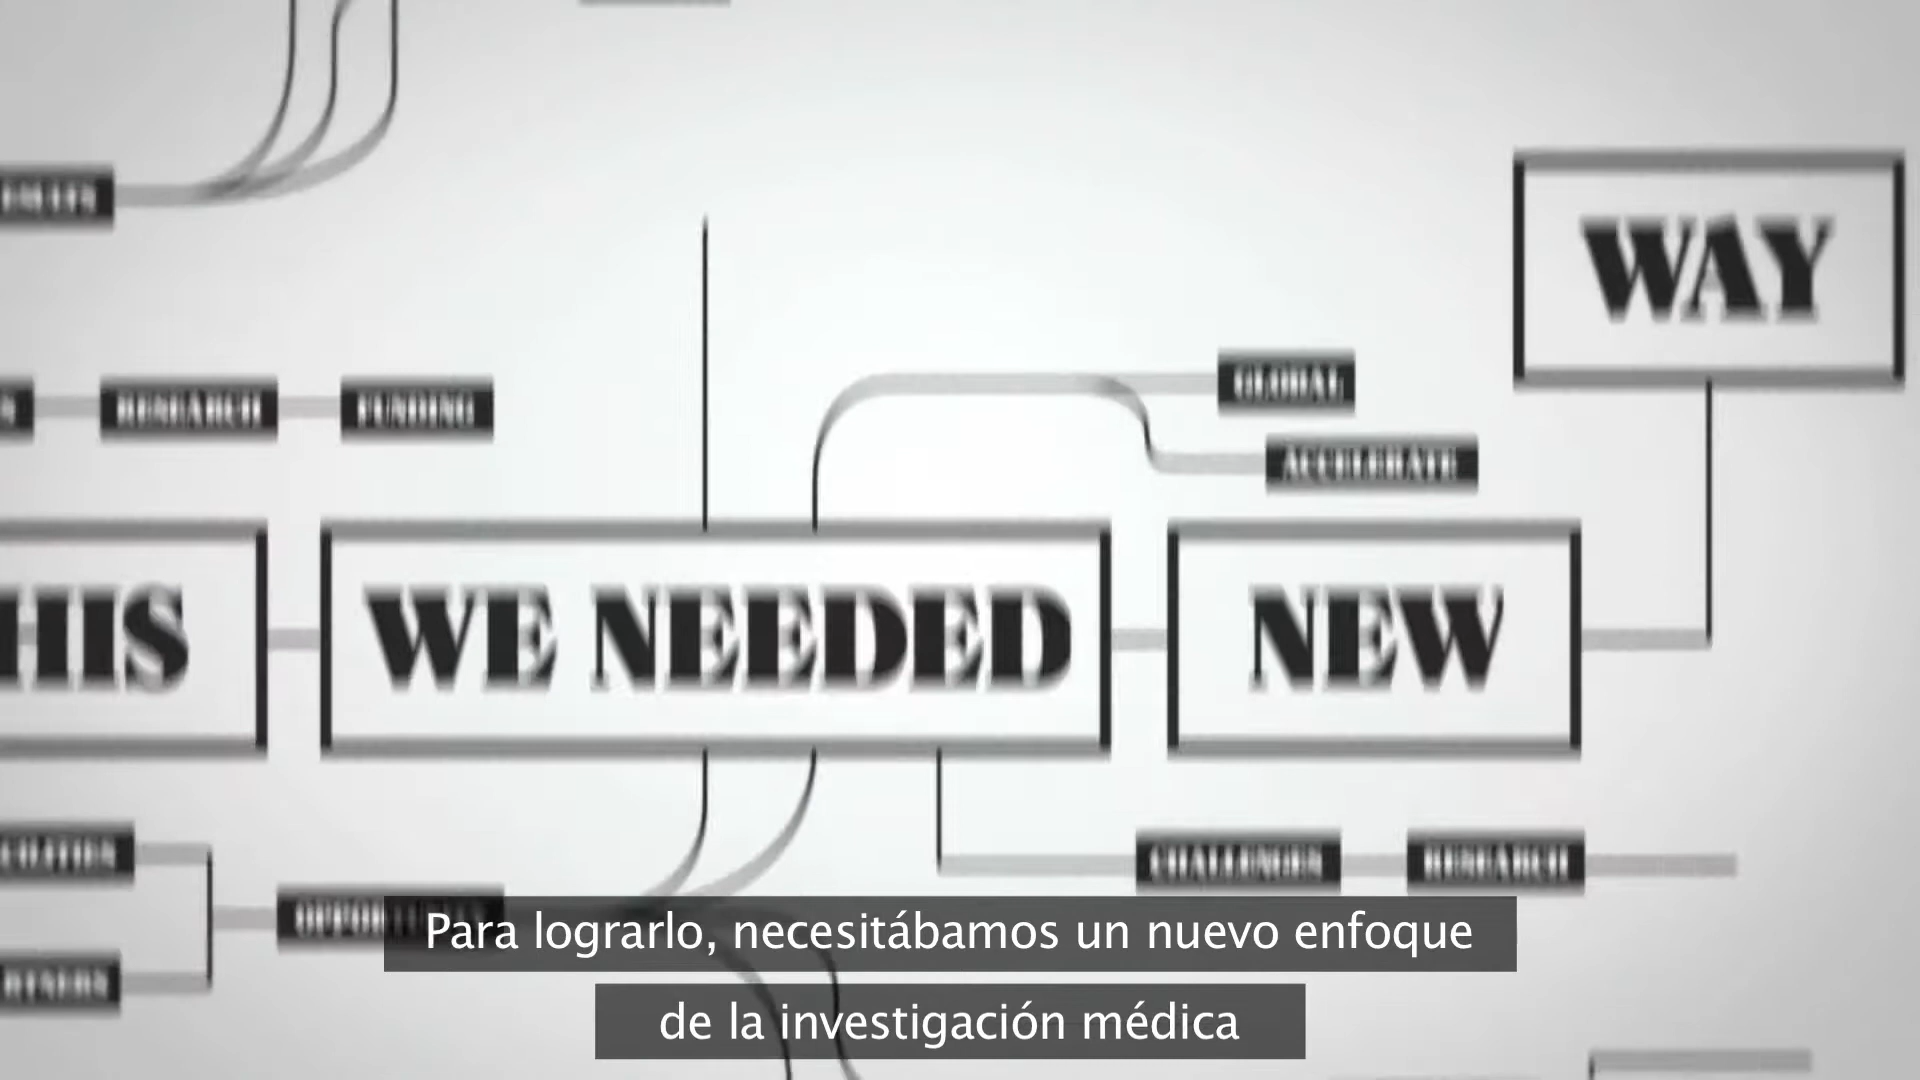 WAY
GLOBAL
RESEARCH
FUNDING
ACCELERATE
HIS
WE NEEDED
NEW
CHALLENGES
RESEARCH
Para lograrlo, necesitábamos un nuevo enfoque
de la investigación médica